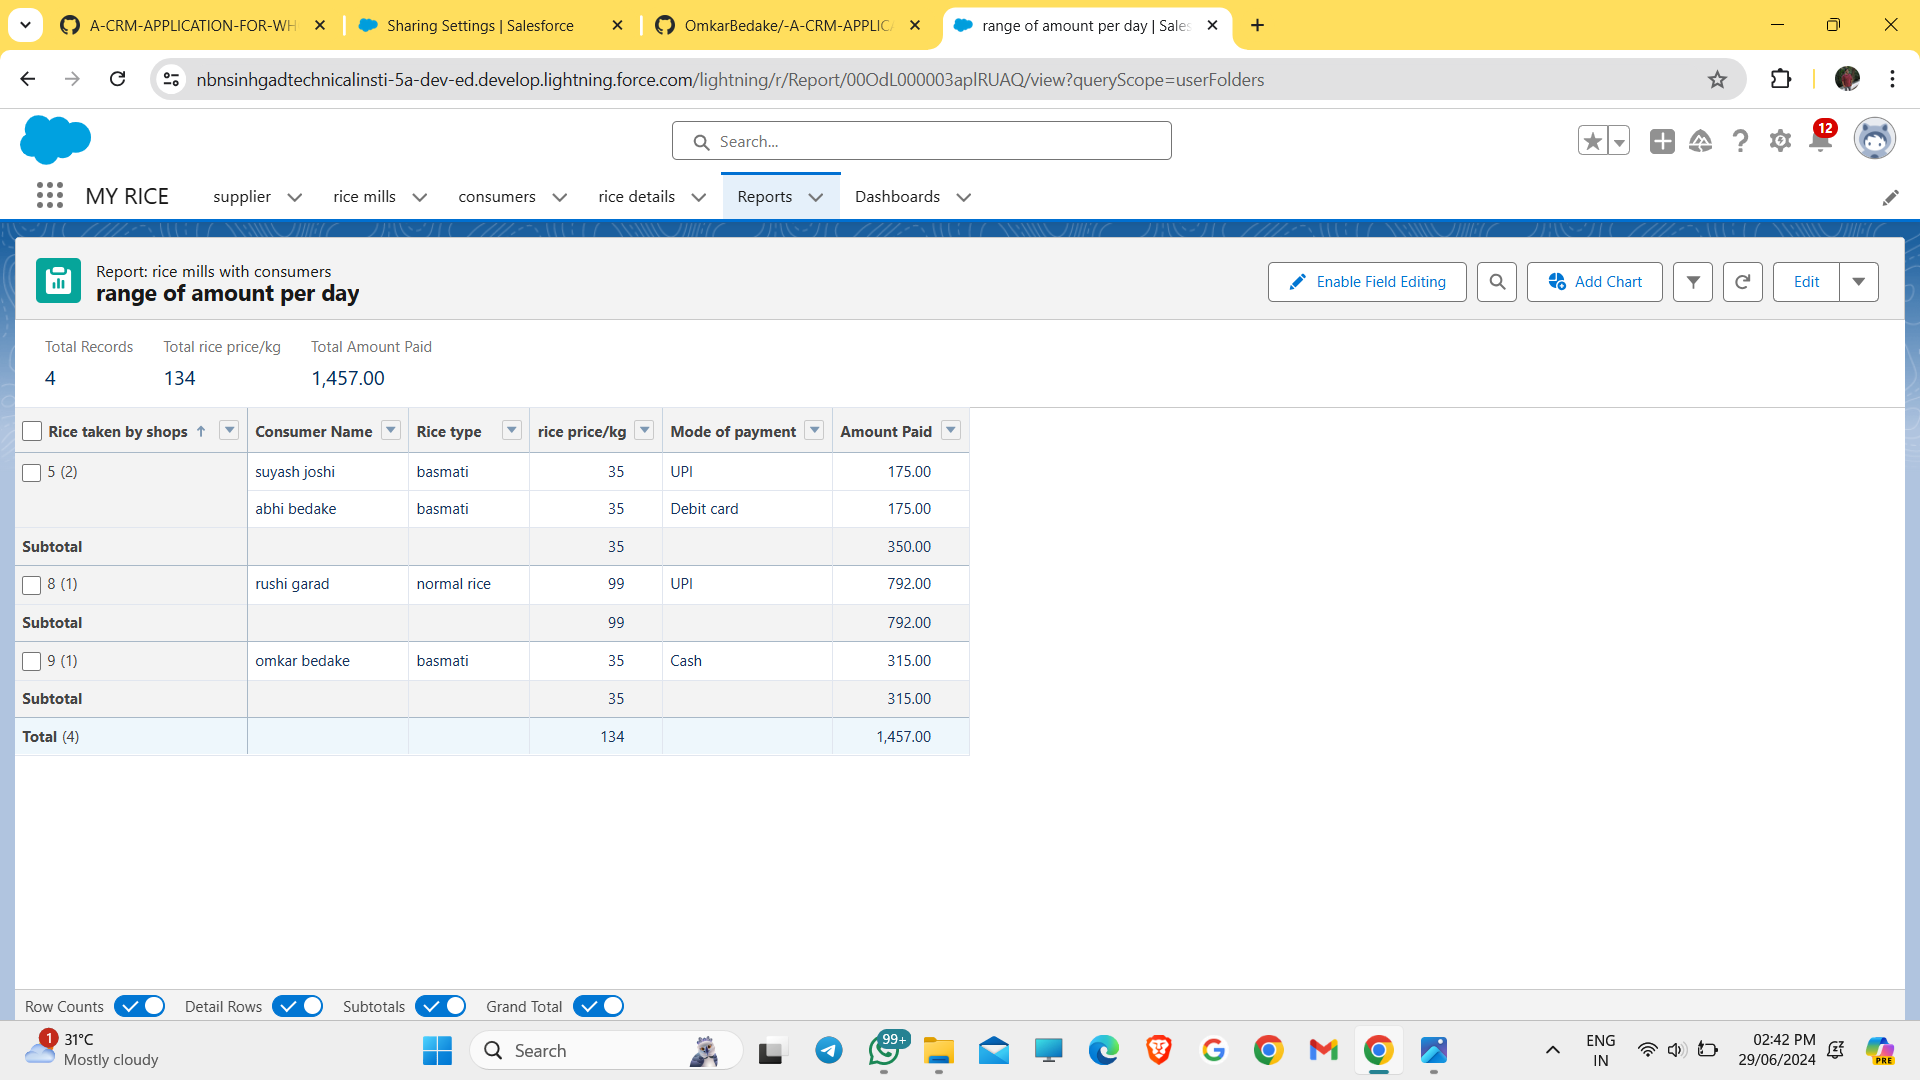 A-CRM-APPLICATION-FOR-WH
Sharing Settings | Salesforce
OmkarBedake/-A-CRM-APPLICA
range of amount per day | Sales
nbnsinhgadtechnicalinsti-5a-dev-ed.develop.lightning.force.com/lightning/r/Report/00OdL000003aplRUAQ/view?queryScope=userFolders
Search...
12
MY RICE
supplier
rice mills
consumers
rice details
Reports
Dashboards
Report: rice mills with consumers
range of amount per day
Enable Field Editing
Add Chart
Edit
Total Records
Total rice price/kg
Total Amount Paid
4
134
1,457.00
Rice taken by shops ↑ Consumer Name Rice type rice price/kg Mode of payment Amount Paid
5 (2) suyash joshi basmati 35 UPI 175.00
abhi bedake basmati 35 Debit card 175.00
Subtotal 35 350.00
8 (1) rushi garad normal rice 99 UPI 792.00
Subtotal 99 792.00
9 (1) omkar bedake basmati 35 Cash 315.00
Subtotal 35 315.00
Total (4) 134 1,457.00
Row Counts
Detail Rows
Subtotals
Grand Total
1
31°C
Mostly cloudy
Search
99+
ENG
IN
02:42 PM
29/06/2024
PRE